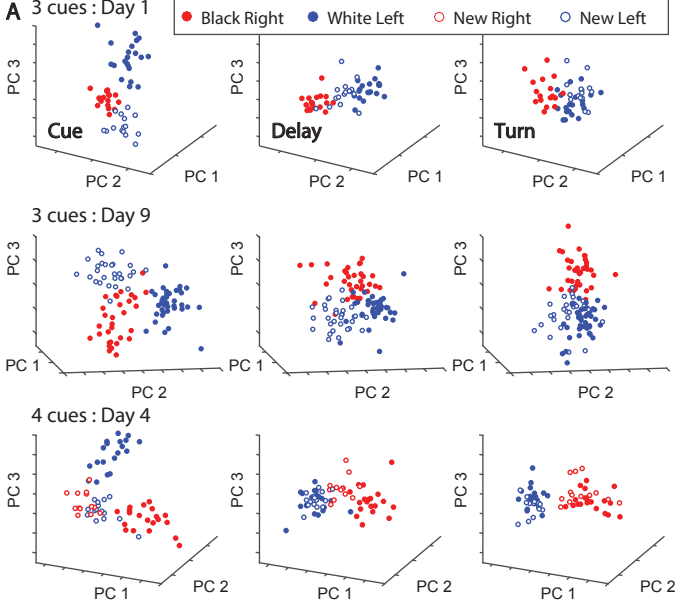 A
3 cues : Day 1
Black Right
White Left
New Right
New Left
PC 3
Cue
PC 2
PC 1
PC 3
Delay
PC 2
PC 1
PC 3
Turn
PC 2
PC 1
3 cues : Day 9
PC 3
PC 1
PC 2
PC 3
PC 1
PC 2
PC 3
PC 1
PC 2
4 cues : Day 4
PC 3
PC 1
PC 2
PC 3
PC 1
PC 2
PC 3
PC 1
PC 2